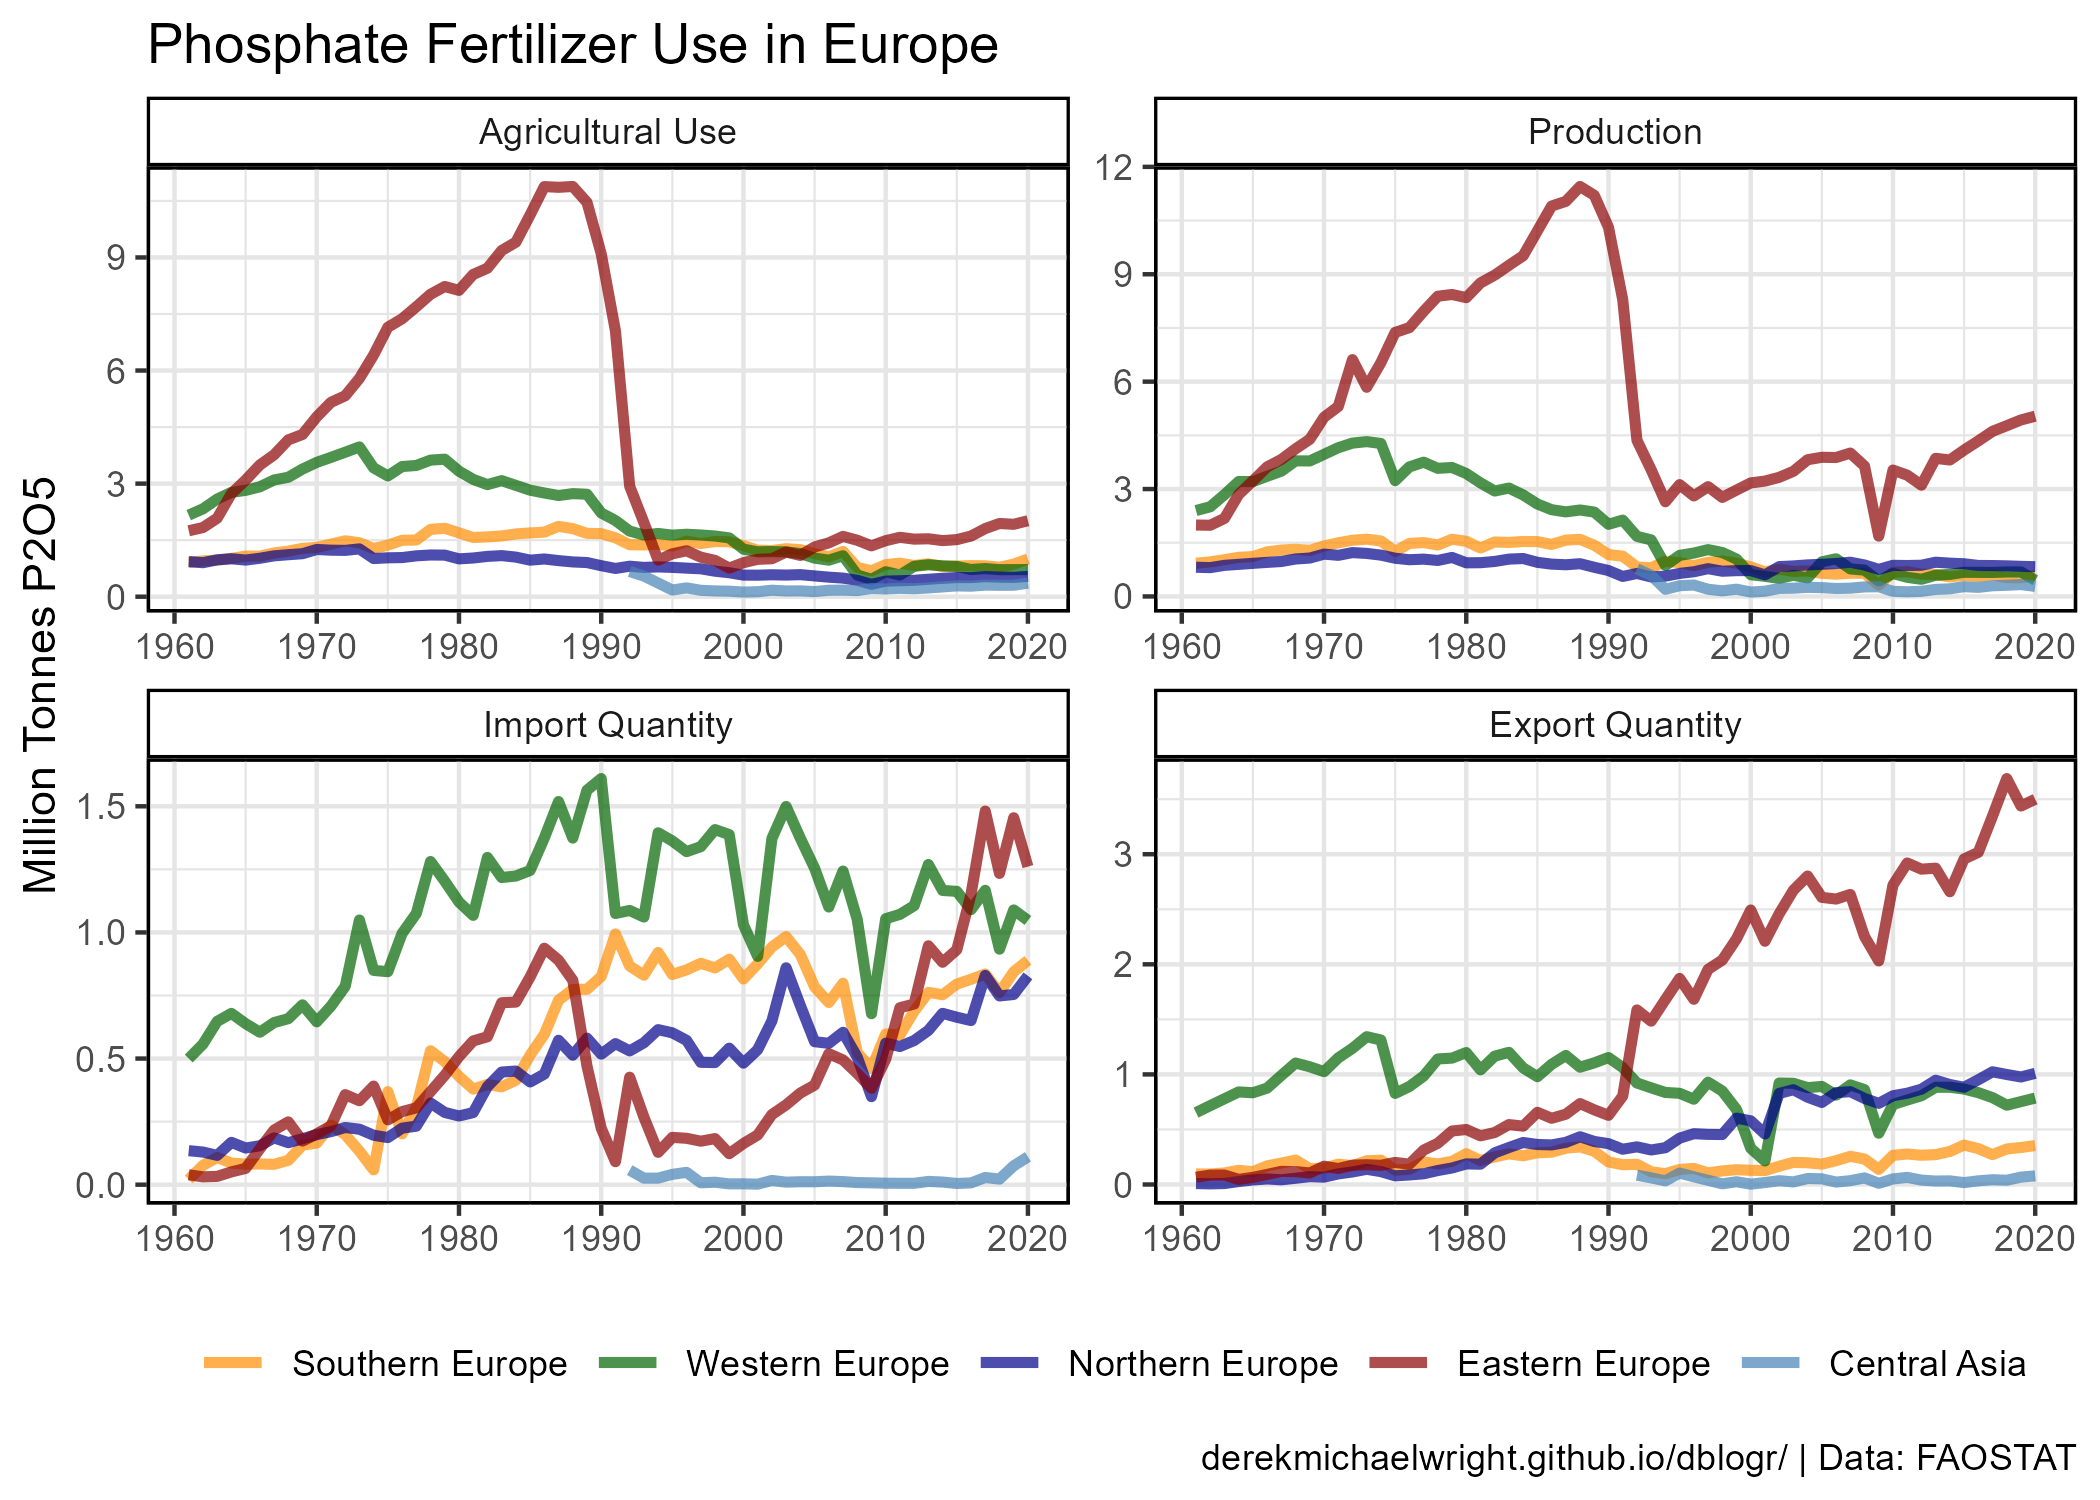 Phosphate Fertilizer Use in Europe
Million Tonnes P2O5
Agricultural Use
9
6
3
0
1960 1970 1980 1990 2000 2010 2020
Production
12
9
6
3
0
1960 1970 1980 1990 2000 2010 2020
Import Quantity
1.5
1.0
0.5
0.0
1960 1970 1980 1990 2000 2010 2020
Export Quantity
3
2
1
0
1960 1970 1980 1990 2000 2010 2020
Southern Europe Western Europe Northern Europe Eastern Europe Central Asia
derekmichaelwright.github.io/dblogr/ | Data: FAOSTAT